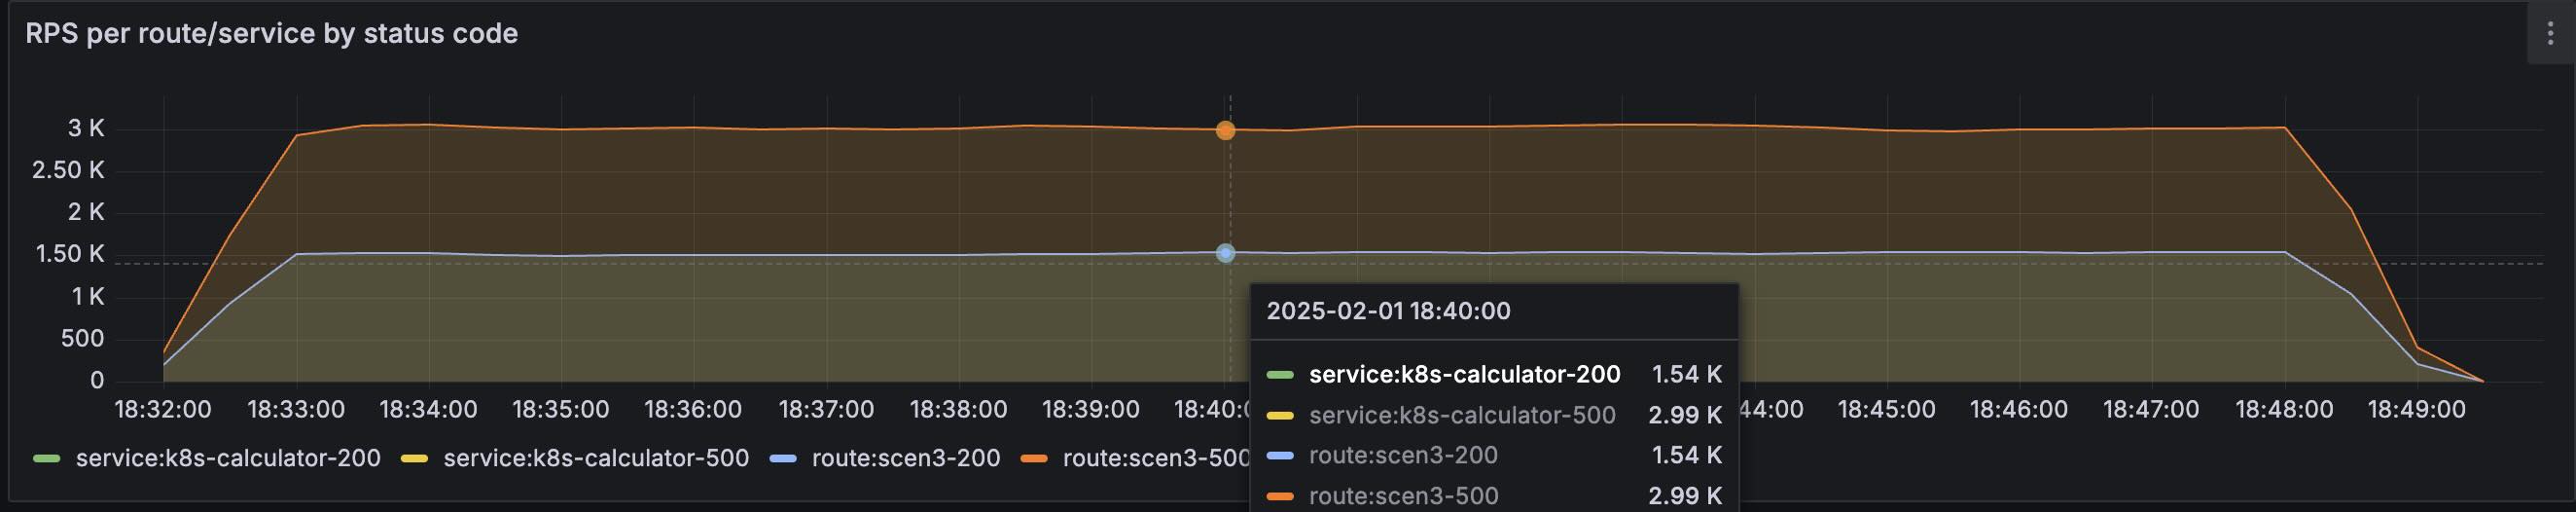 RPS per route/service by status code
3 K
2.50 K
2 K
1.50 K
1 K
500
0
18:32:00 18:33:00 18:34:00 18:35:00 18:36:00 18:37:00 18:38:00 18:39:00 18:40:0 44:00 18:45:00 18:46:00 18:47:00 18:48:00 18:49:00
service:k8s-calculator-200 service:k8s-calculator-500 route:scen3-200 route:scen3-500
2025-02-01 18:40:00
service:k8s-calculator-200 1.54 K
service:k8s-calculator-500 2.99 K
route:scen3-200 1.54 K
route:scen3-500 2.99 K